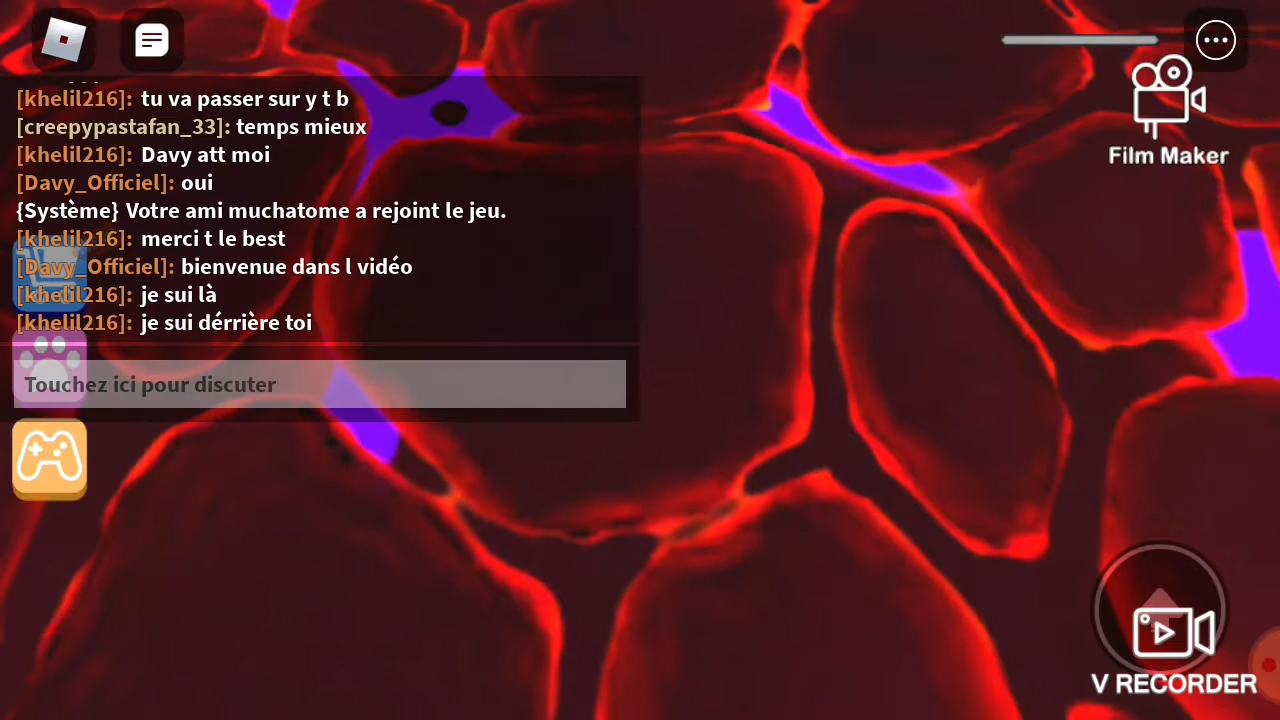 [khelil216]: tu va passer sur y t b
[creepypastafan_33]: temps mieux
[khelil216]: Davy att moi
[Davy_Officiel]: oui
{Système} Votre ami muchatome a rejoint le jeu.
[khelil216]: merci t le best
[Davy_Officiel]: bienvenue dans l vidéo
[khelil216]: je sui là
[khelil216]: je sui dérrière toi
Touchez ici pour discuter
Film Maker
V RECORDER